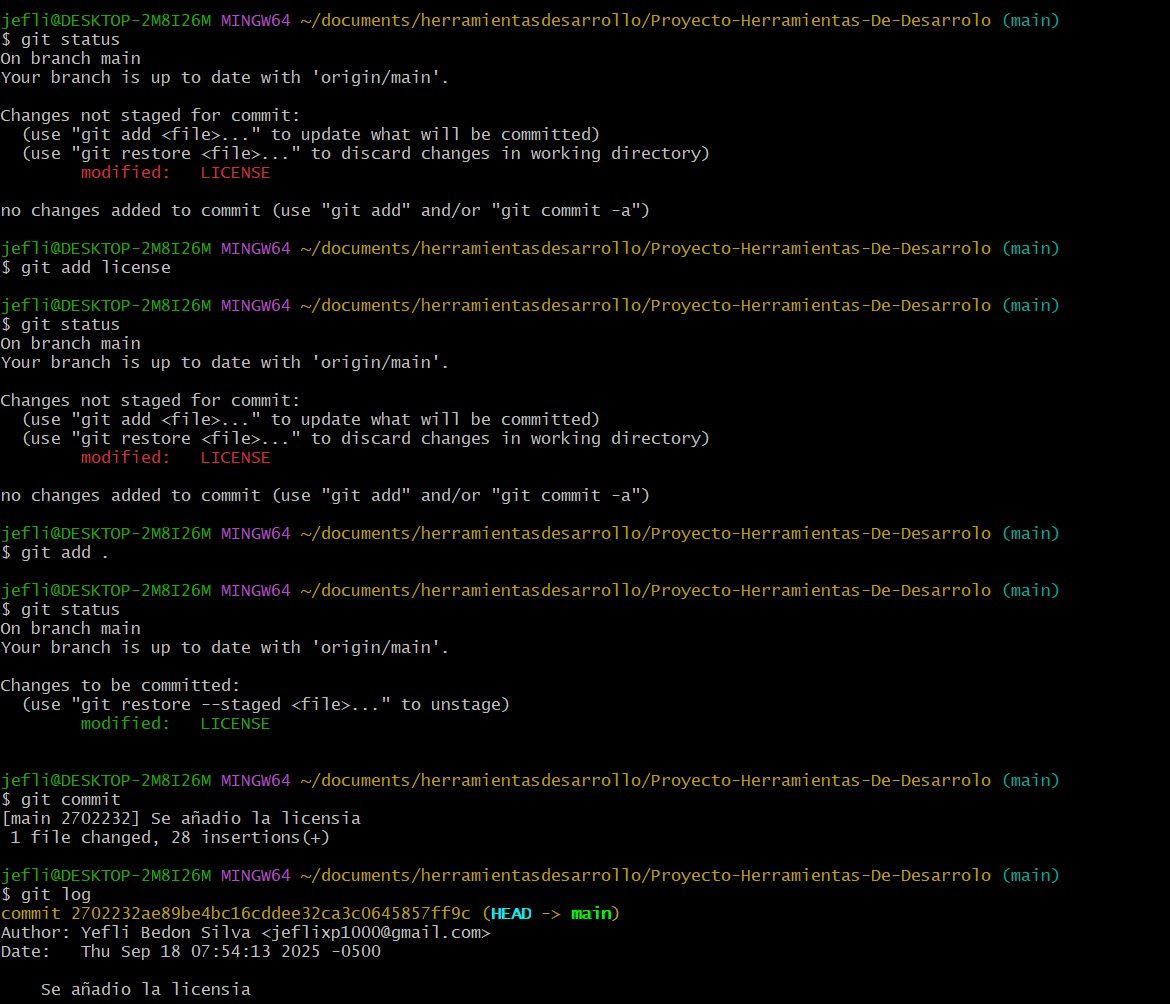 jefli@DESKTOP-2M8I26M MINGW64 ~/documents/herramientasdesarrollo/Proyecto-Herramientas-De-Desarrolo (main)
$ git status
On branch main
Your branch is up to date with 'origin/main'.
Changes not staged for commit:
  (use "git add <file>..." to update what will be committed)
  (use "git restore <file>..." to discard changes in working directory)
        modified:   LICENSE
no changes added to commit (use "git add" and/or "git commit -a")
jefli@DESKTOP-2M8I26M MINGW64 ~/documents/herramientasdesarrollo/Proyecto-Herramientas-De-Desarrolo (main)
$ git add license
jefli@DESKTOP-2M8I26M MINGW64 ~/documents/herramientasdesarrollo/Proyecto-Herramientas-De-Desarrolo (main)
$ git status
On branch main
Your branch is up to date with 'origin/main'.
Changes not staged for commit:
  (use "git add <file>..." to update what will be committed)
  (use "git restore <file>..." to discard changes in working directory)
        modified:   LICENSE
no changes added to commit (use "git add" and/or "git commit -a")
jefli@DESKTOP-2M8I26M MINGW64 ~/documents/herramientasdesarrollo/Proyecto-Herramientas-De-Desarrolo (main)
$ git add .
jefli@DESKTOP-2M8I26M MINGW64 ~/documents/herramientasdesarrollo/Proyecto-Herramientas-De-Desarrolo (main)
$ git status
On branch main
Your branch is up to date with 'origin/main'.
Changes to be committed:
  (use "git restore --staged <file>..." to unstage)
        modified:   LICENSE
jefli@DESKTOP-2M8I26M MINGW64 ~/documents/herramientasdesarrollo/Proyecto-Herramientas-De-Desarrolo (main)
$ git commit
[main 2702232] Se añadio la licensia
 1 file changed, 28 insertions(+)
jefli@DESKTOP-2M8I26M MINGW64 ~/documents/herramientasdesarrollo/Proyecto-Herramientas-De-Desarrolo (main)
$ git log
commit 2702232ae89be4bc16cddee32ca3c0645857ff9c (HEAD -> main)
Author: Yefli Bedon Silva <jeflixp1000@gmail.com>
Date:   Thu Sep 18 07:54:13 2025 -0500
    Se añadio la licensia